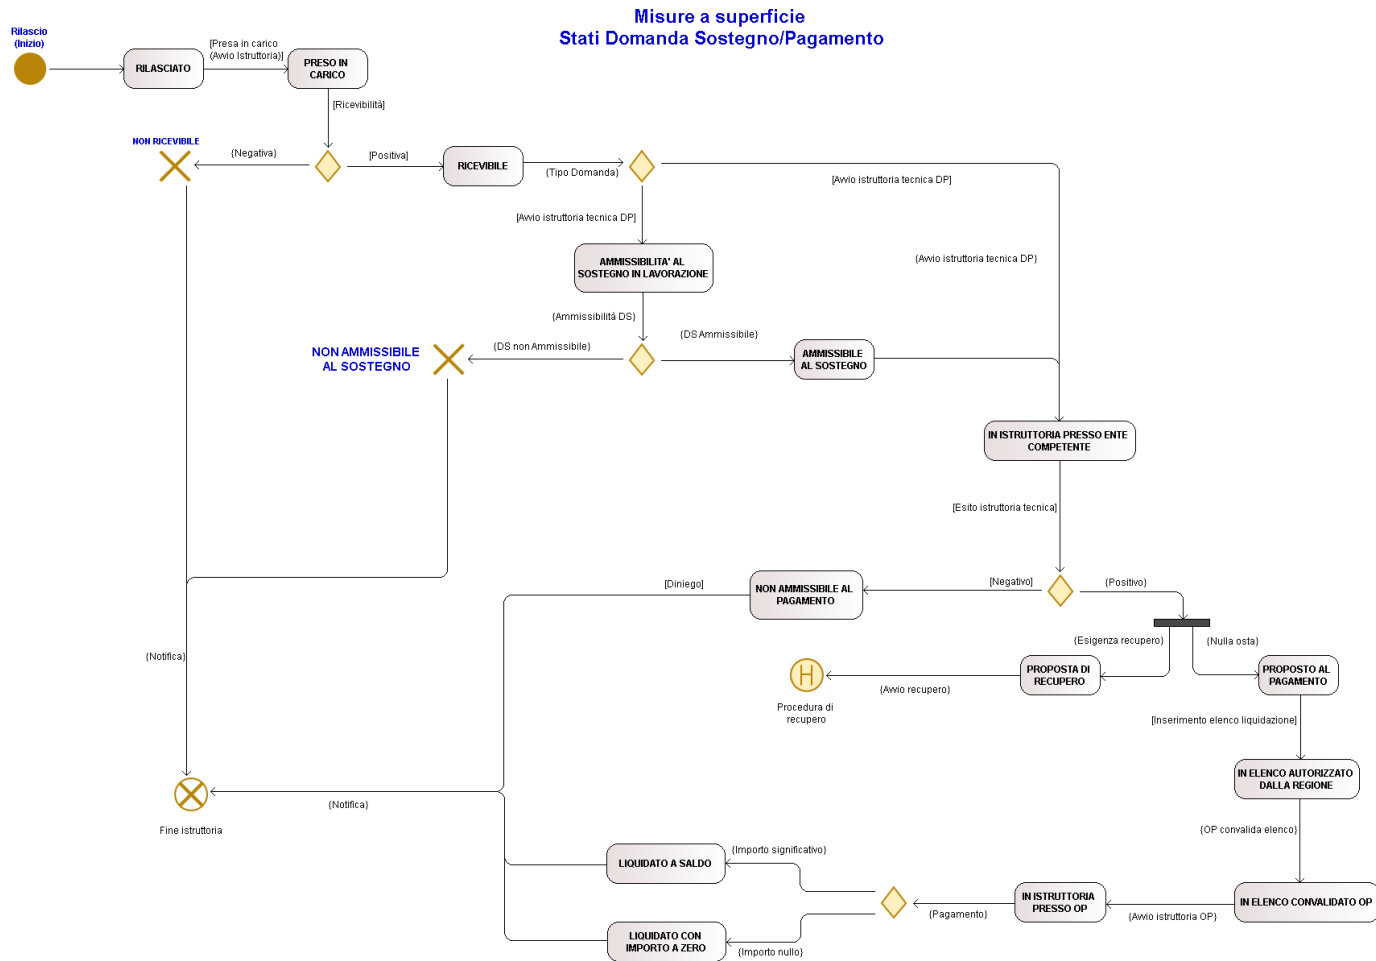 Misure a superficie
Stati Domanda Sostegno/Pagamento
Rilascio
(Inizio)
RILASCIATO
[Presa in carico
(Avvio Istruttoria)]
PRESO IN
CARICO
[Ricevibilità]
NON RICEVIBILE
{Negativa}
[Positiva]
RICEVIBILE
{Tipo Domanda}
[Avvio istruttoria tecnica DP]
[Avvio istruttoria tecnica DP]
AMMISSIBILITA' AL
SOSTEGNO IN LAVORAZIONE
{Avvio istruttoria tecnica DP}
{Ammissibilità DS}
NON AMMISSIBILE
AL SOSTEGNO
{DS non Ammissibile}
{DS Ammissibile}
AMMISSIBILE
AL SOSTEGNO
IN ISTRUTTORIA PRESSO ENTE
COMPETENTE
[Esito istruttoria tecnica]
[Diniego]
NON AMMISSIBILE AL
PAGAMENTO
[Negativo]
{Positivo}
{Esigenza recupero}
{Nulla osta}
{Notifica}
H
Procedura di
recupero
{Avvio recupero}
PROPOSTA DI
RECUPERO
PROPOSTO AL
PAGAMENTO
[Inserimento elenco liquidazione]
IN ELENCO AUTORIZZATO
DALLA REGIONE
Fine istruttoria
{Notifica}
{OP convalida elenco}
LIQUIDATO A SALDO
{Importo significativo}
{Pagamento}
IN ISTRUTTORIA
PRESSO OP
{Avvio istruttoria OP}
IN ELENCO CONVALIDATO OP
LIQUIDATO CON
IMPORTO A ZERO
{Importo nullo}